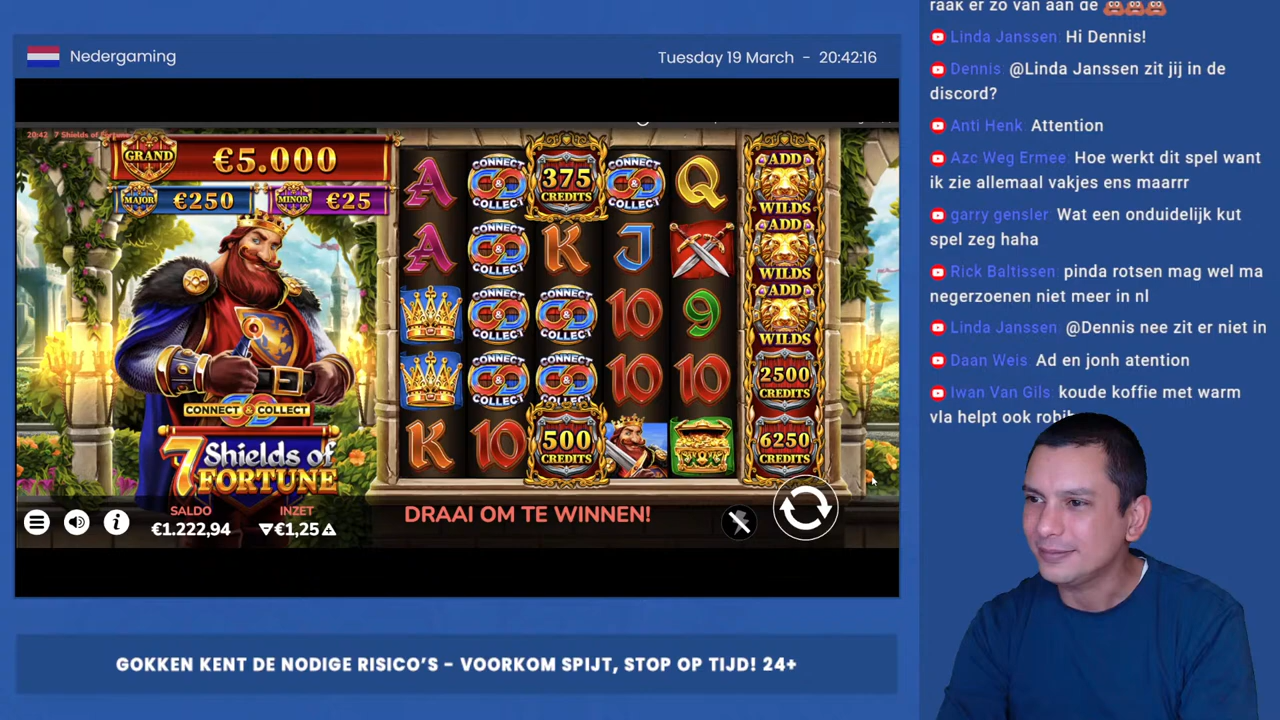 Nedergaming
Tuesday 19 March - 20:42:16
20:42 7 Shields of Fortune
GRAND €5.000
MAJOR €250
MINOR €25
A CONNECT C&D COLLECT 375 CREDITS CONNECT C&D COLLECT Q ADD WILDS
A CONNECT C&D COLLECT K J ADD WILDS
CONNECT C&D COLLECT CONNECT C&D COLLECT 10 9 ADD WILDS
CONNECT C&D COLLECT CONNECT C&D COLLECT 10 10 2500 CREDITS
K 10 500 CREDITS 6250 CREDITS
CONNECT & COLLECT
7 Shields of
FORTUNE
SALDO
€1.222,94
INZET
€1,25
DRAAI OM TE WINNEN!
GOKKEN KENT DE NODIGE RISICO'S - VOORKOM SPIJT, STOP OP TIJD! 24+
raak er zo van aan de
Linda Janssen: Hi Dennis!
Dennis: @Linda Janssen zit jij in de
discord?
Anti Henk: Attention
Azc Weg Ermee: Hoe werkt dit spel want
ik zie allemaal vakjes ens maarrr
garry gensler: Wat een onduidelijk kut
spel zeg haha
Rick Baltissen: pinda rotsen mag wel ma
negerzoenen niet meer in nl
Linda Janssen: @Dennis nee zit er niet in
Daan Weis: Ad en jonh atention
Iwan Van Gils: koude koffie met warm
vla helpt ook